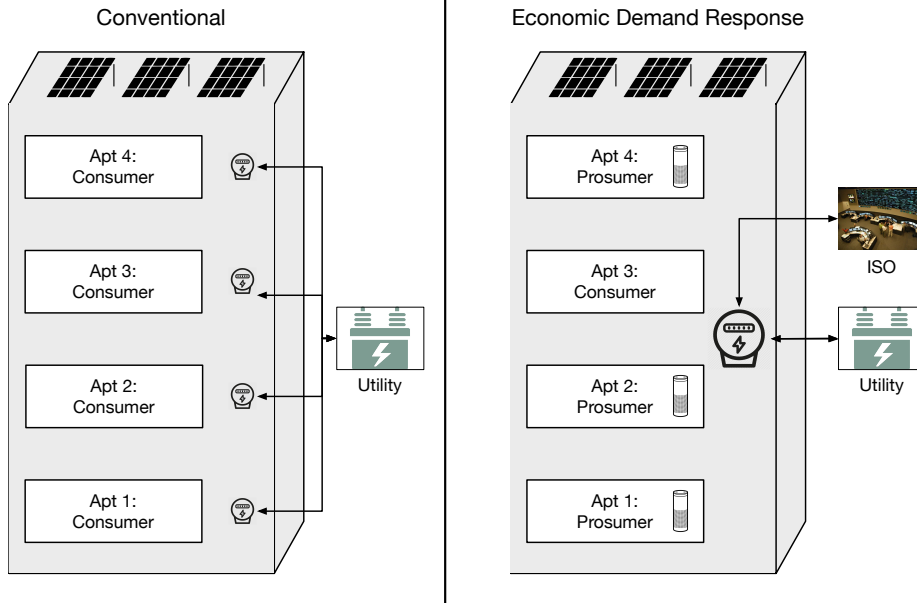 Conventional
Apt 4:
Consumer
Apt 3:
Consumer
Apt 2:
Consumer
Apt 1:
Consumer
Utility
Economic Demand Response
Apt 4:
Prosumer
Apt 3:
Consumer
Apt 2:
Prosumer
Apt 1:
Prosumer
ISO
Utility